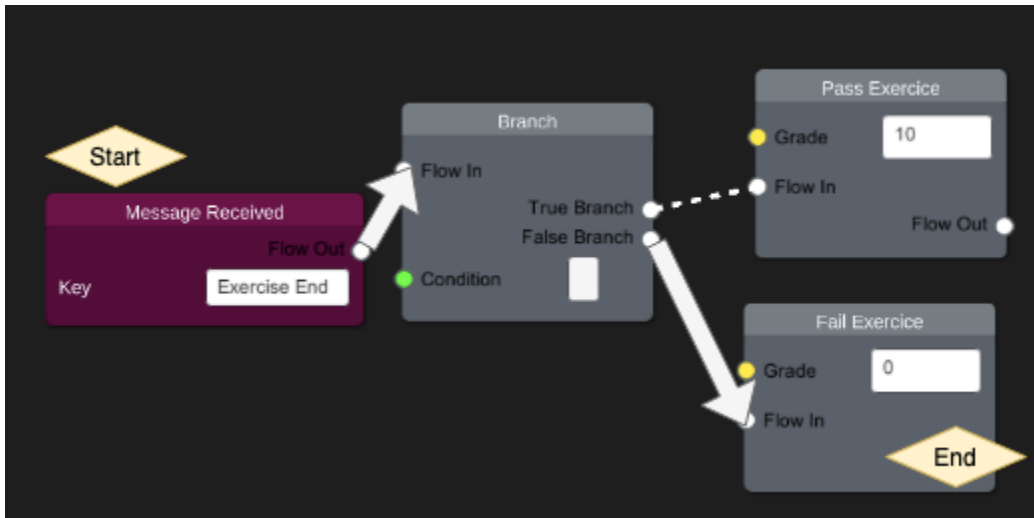 Start
Message Received
Flow Out
Key
Exercise End
Branch
Flow In
True Branch
False Branch
Condition
Pass Exercice
Grade
10
Flow In
Flow Out
Fail Exercice
Grade
0
Flow In
End